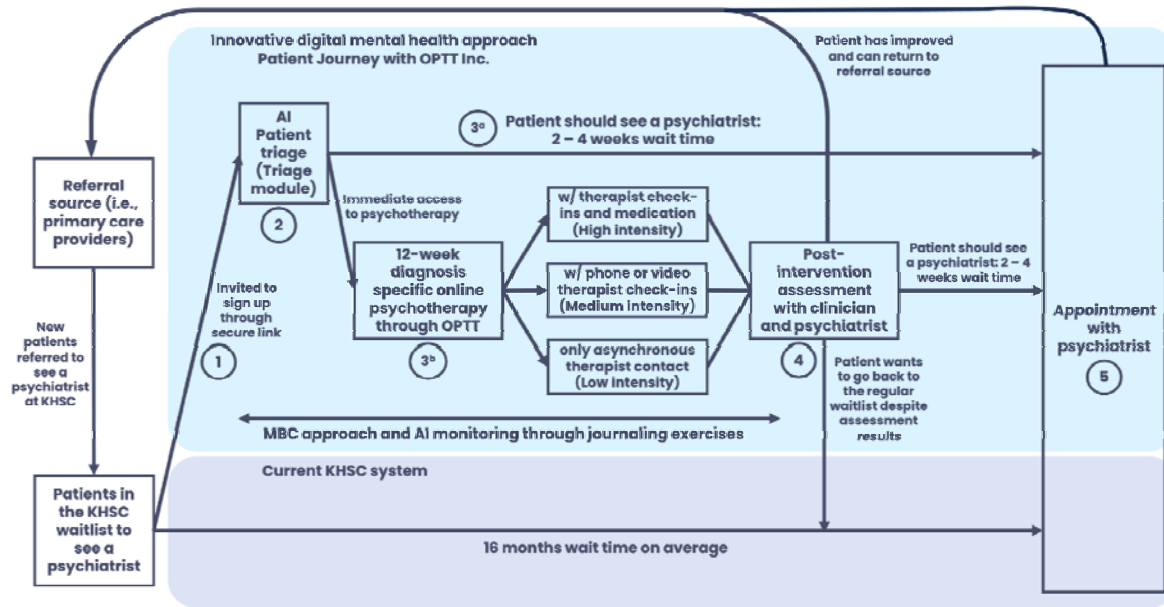 Innovative digital mental health approach
Patient Journey with OPTT Inc.
Patient has improved
and can return to
referral source
AI
Patient
triage
(Triage
module)
2
3a
Patient should see a psychiatrist:
2 – 4 weeks wait time
Referral
source (i.e.,
primary care
providers)
Immediate access
to psychotherapy
w/ therapist check-
ins and medication
(High intensity)
12-week
diagnosis
specific online
psychotherapy
through OPTT
3b
w/ phone or video
therapist check-ins
(Medium intensity)
only asynchronous
therapist contact
(Low intensity)
Post-
intervention
assessment
with clinician
and psychiatrist
4
Patient should see
a psychiatrist: 2 – 4
weeks wait time
Appointment
with
psychiatrist
5
Invited to
sign up
through
secure link
1
New
patients
referred to
see a
psychiatrist
at KHSC
Patient wants
to go back to
the regular
waitlist despite
assessment
results
MBC approach and AI monitoring through journaling exercises
Current KHSC system
Patients in
the KHSC
waitlist to
see a
psychiatrist
16 months wait time on average